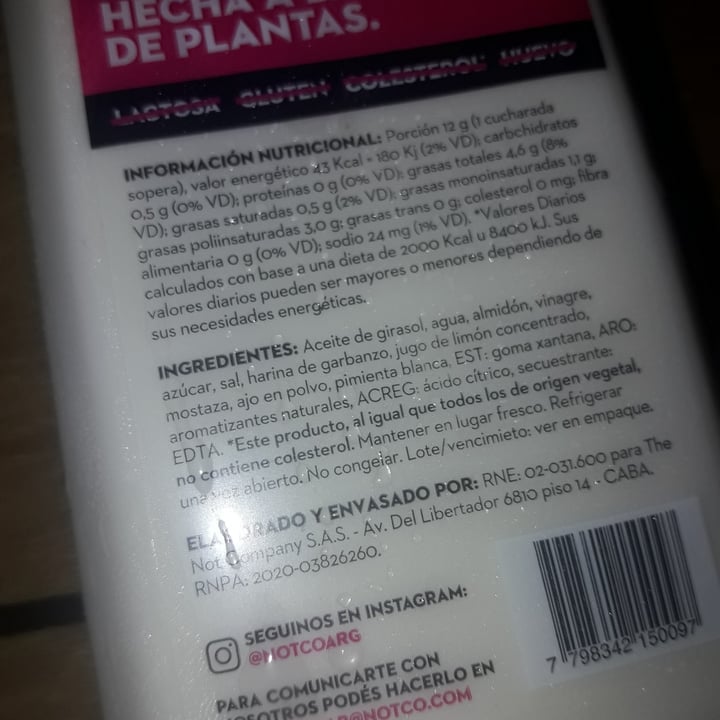 HECHA A
DE PLANTAS.
LACTOSA GLUTEN COLESTEROL HUEVO
INFORMACIÓN NUTRICIONAL: Porción 12 g (1 cucharada
sopera), valor energético 43 Kcal = 180 Kj (2% VD); carbohidratos
0,5 g (0% VD); proteínas 0 g (0% VD); grasas totales 4,6 g (8%
VD); grasas saturadas 0,5 g (2% VD); grasas monoinsaturadas 1,1 g;
grasas poliinsaturadas 3,0 g; grasas trans 0 g; colesterol 0 mg; fibra
alimentaria 0 g (0% VD); sodio 24 mg (1% VD). *Valores Diarios
calculados con base a una dieta de 2000 Kcal u 8400 kJ. Sus
valores diarios pueden ser mayores o menores dependiendo de
sus necesidades energéticas.
INGREDIENTES: Aceite de girasol, agua, almidón, vinagre,
azúcar, sal, harina de garbanzo, jugo de limón concentrado,
mostaza, ajo en polvo, pimienta blanca, EST: goma xantana, ARO:
aromatizantes naturales, ACREG: ácido cítrico, secuestrante:
EDTA. *Este producto, al igual que todos los de origen vegetal,
no contiene colesterol. Mantener en lugar fresco. Refrigerar
una vez abierto. No congelar. Lote/vencimieto: ver en empaque.
ELABORADO Y ENVASADO POR: RNE: 02-031.600 para The
Not Company S.A.S. - Av. Del Libertador 6810 piso 14 - CABA.
RNPA: 2020-03826260.
SEGUINOS EN INSTAGRAM:
@NOTCOARG
PARA COMUNICARTE CON
NOSOTROS PODÉS HACERLO EN
@NOTCO.COM
7 798342 150097